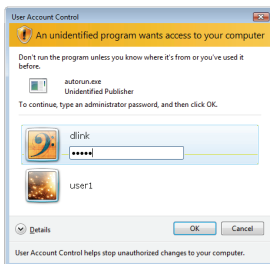 User Account Control
An unidentified program wants access to your computer
Don't run the program unless you know where it's from or you've used it
before.
autorun.exe
Unidentified Publisher
To continue, type an administrator password, and then click OK.
dlink
•••••
user1
Details
OK
Cancel
User Account Control helps stop unauthorized changes to your computer.